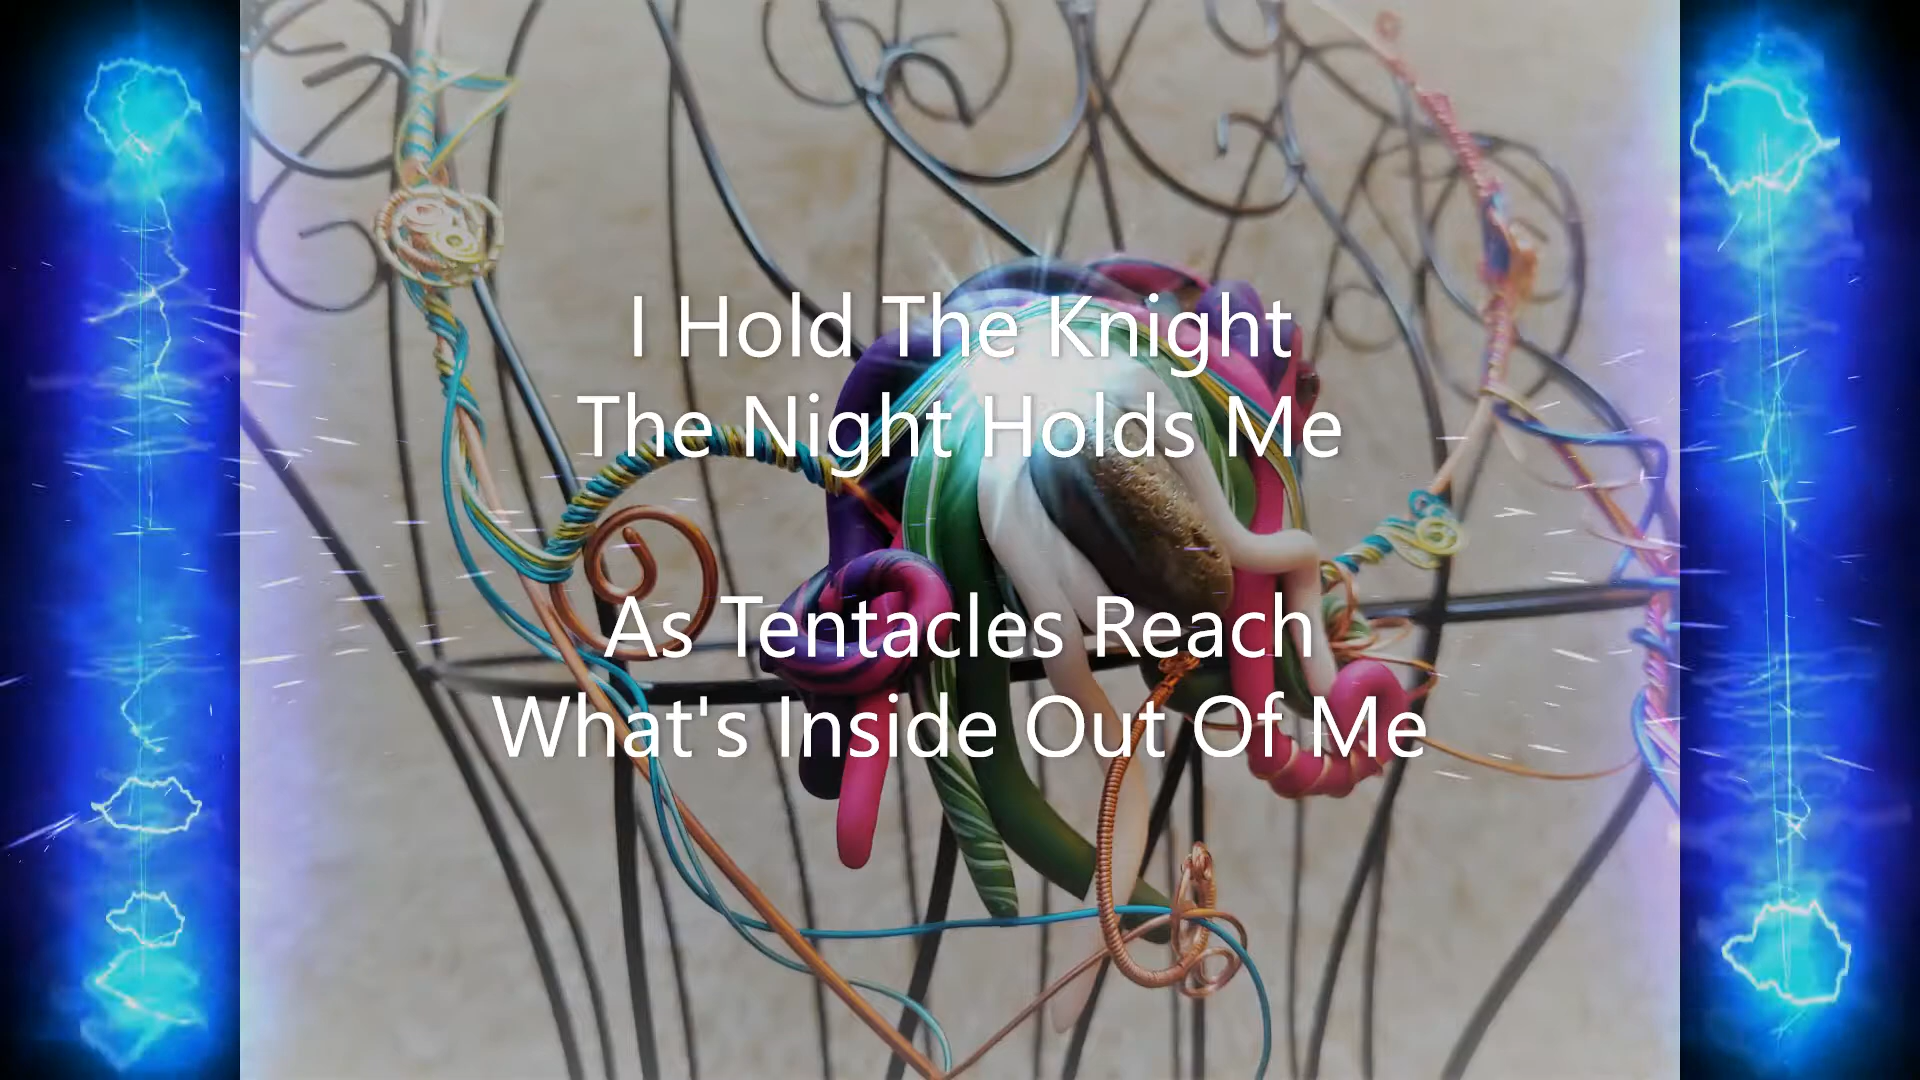 I Hold The Knight
The Night Holds Me
As Tentacles Reach
What's Inside Out Of Me